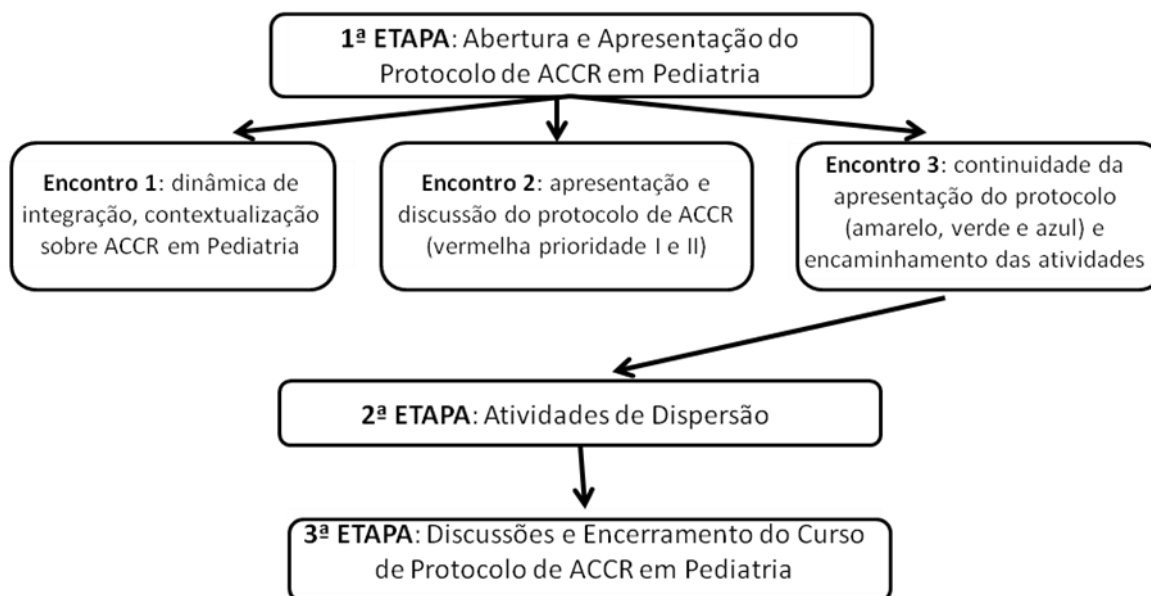 1ª ETAPA: Abertura e Apresentação do
Protocolo de ACCR em Pediatria
Encontro 1: dinâmica de
integração, contextualização
sobre ACCR em Pediatria
Encontro 2: apresentação e
discussão do protocolo de ACCR
(vermelha prioridade I e II)
Encontro 3: continuidade da
apresentação do protocolo
(amarelo, verde e azul) e
encaminhamento das atividades
2ª ETAPA: Atividades de Dispersão
3ª ETAPA: Discussões e Encerramento do Curso
de Protocolo de ACCR em Pediatria